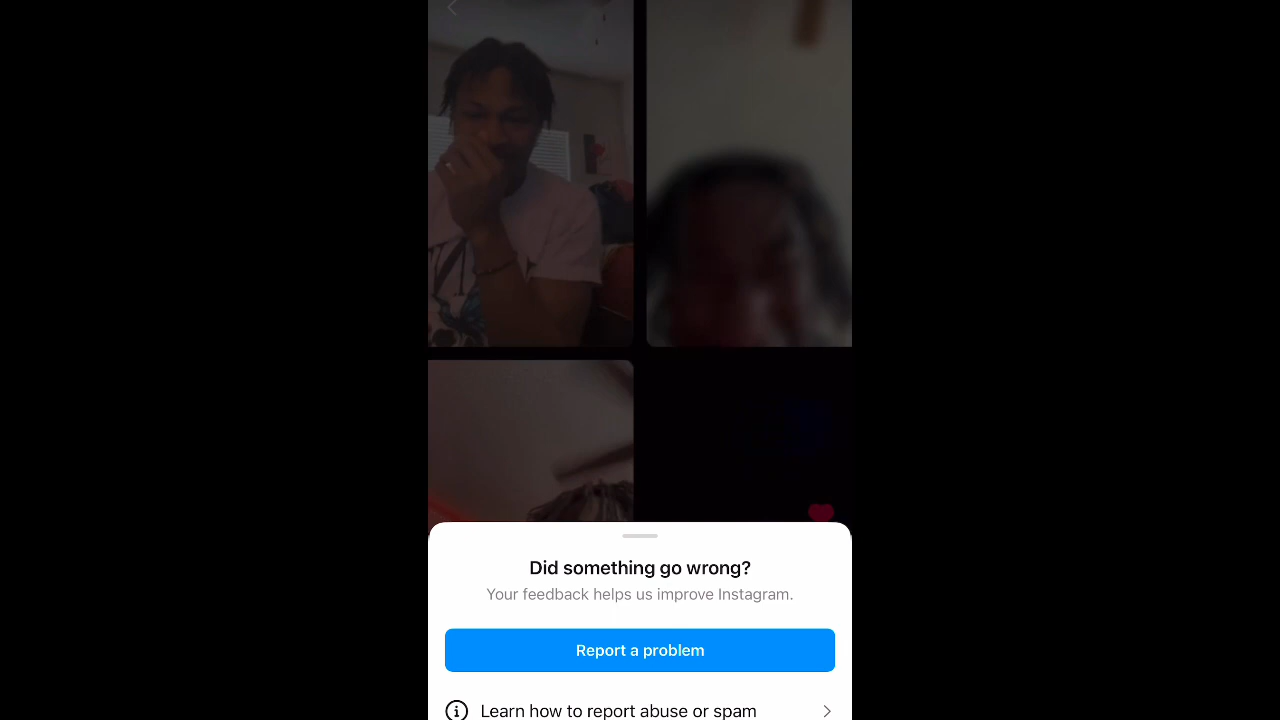 Did something go wrong?
Your feedback helps us improve Instagram.
Report a problem
Learn how to report abuse or spam